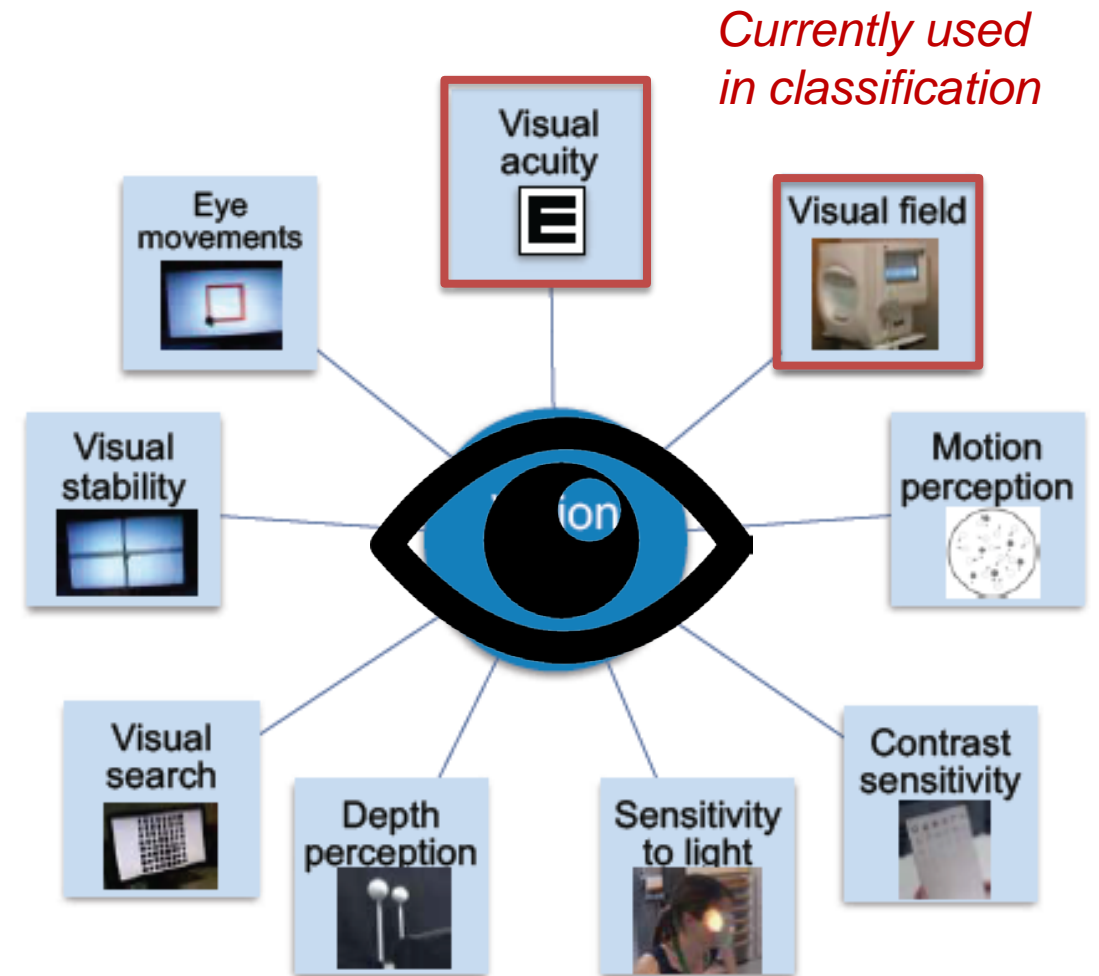 Currently used
in classification
Visual
acuity
E
Visual field
Eye
movements
Motion
perception
Visual
stability
ion
Contrast
sensitivity
Visual
search
Depth
perception
Sensitivity
to light